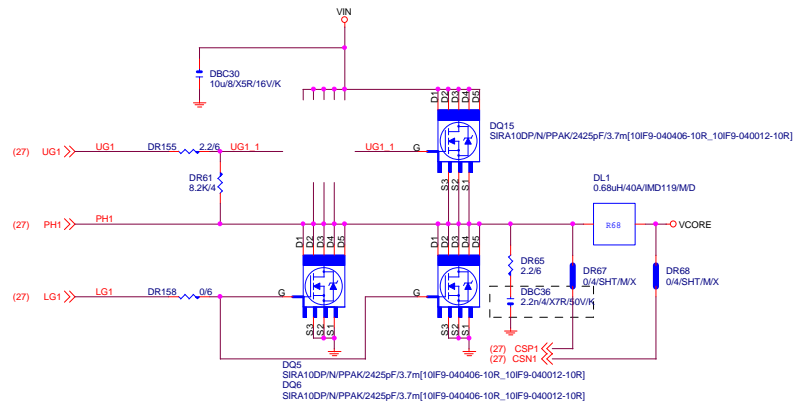 VIN
DBC30
10u/8/X5R/16V/K
D1 D2 D3 D4 D5
DQ15
SIRA10DP/N/PPAK/2425pF/3.7m[10IF9-040406-10R_10IF9-040012-10R]
(27) UG1 UG1 DR155 2.2/6 UG1_1 UG1_1 G
S3 S2 S1
DR61
8.2K/4
DL1
0.68uH/40A/IMD119/M/D
(27) PH1 PH1 R68 VCORE
D1 D2 D3 D4 D5 D1 D2 D3 D4 D5
DR65
2.2/6
DR67
0/4/SHT/M/X
DR68
0/4/SHT/M/X
(27) LG1 LG1 DR158 0/6 G G
DBC36
2.2n/4/X7R/50V/K
S3 S2 S1 S3 S2 S1
(27) CSP1
(27) CSN1
DQ5
SIRA10DP/N/PPAK/2425pF/3.7m[10IF9-040406-10R_10IF9-040012-10R]
DQ6
SIRA10DP/N/PPAK/2425pF/3.7m[10IF9-040406-10R_10IF9-040012-10R]